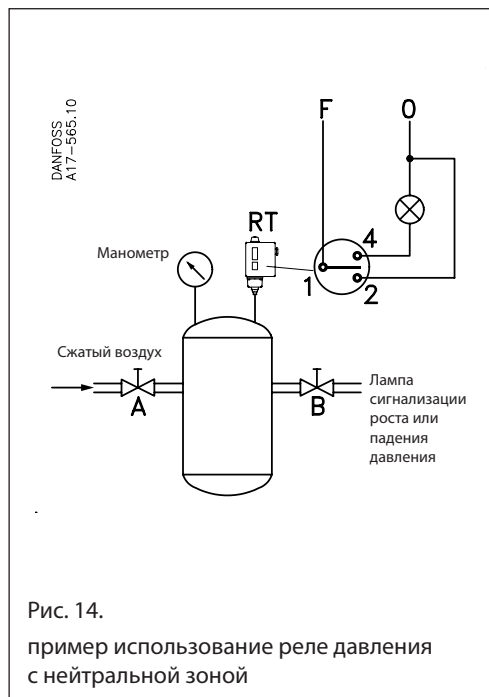 DANFOSS
A17-565.10
F
0
RT
4
1
2
Манометр
Сжатый воздух
A
B
Лампа
сигнализации
роста или
падения
давления
Рис. 14.
пример использование реле давления
с нейтральной зоной